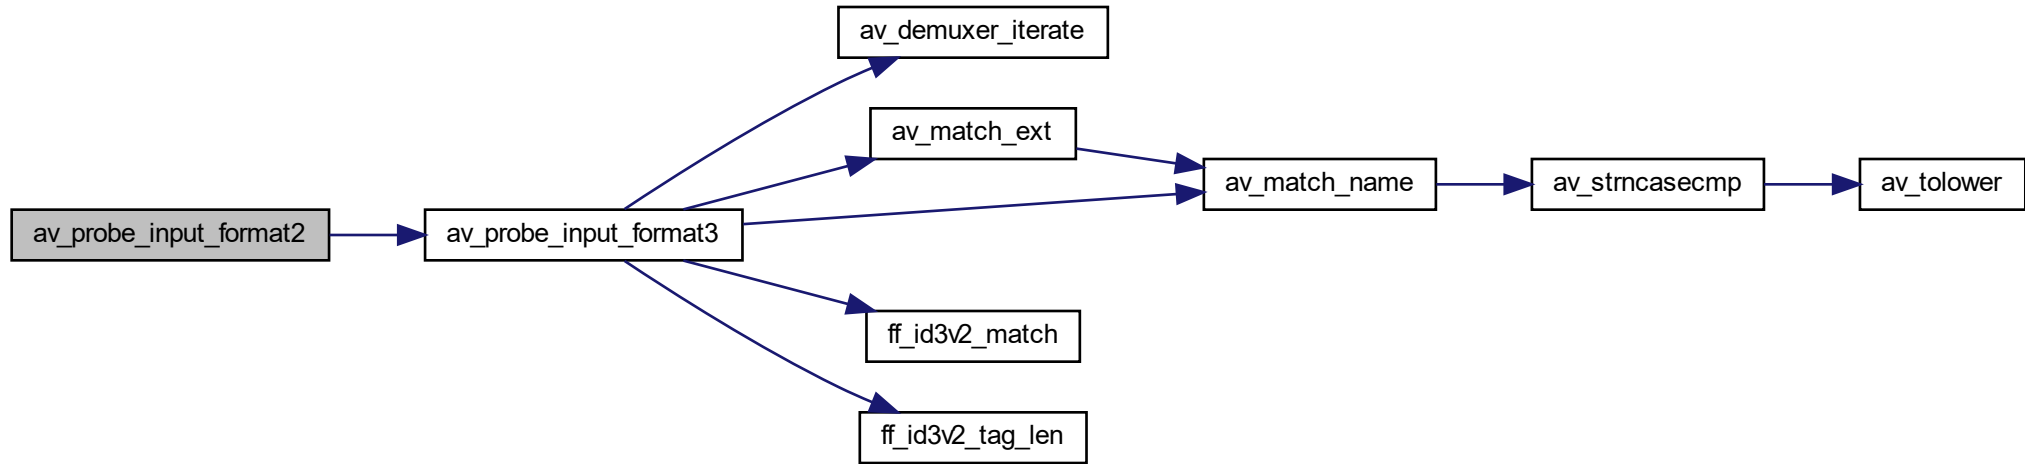 av_probe_input_format2
av_probe_input_format3
av_demuxer_iterate
av_match_ext
av_match_name
av_strncasecmp
av_tolower
ff_id3v2_match
ff_id3v2_tag_len